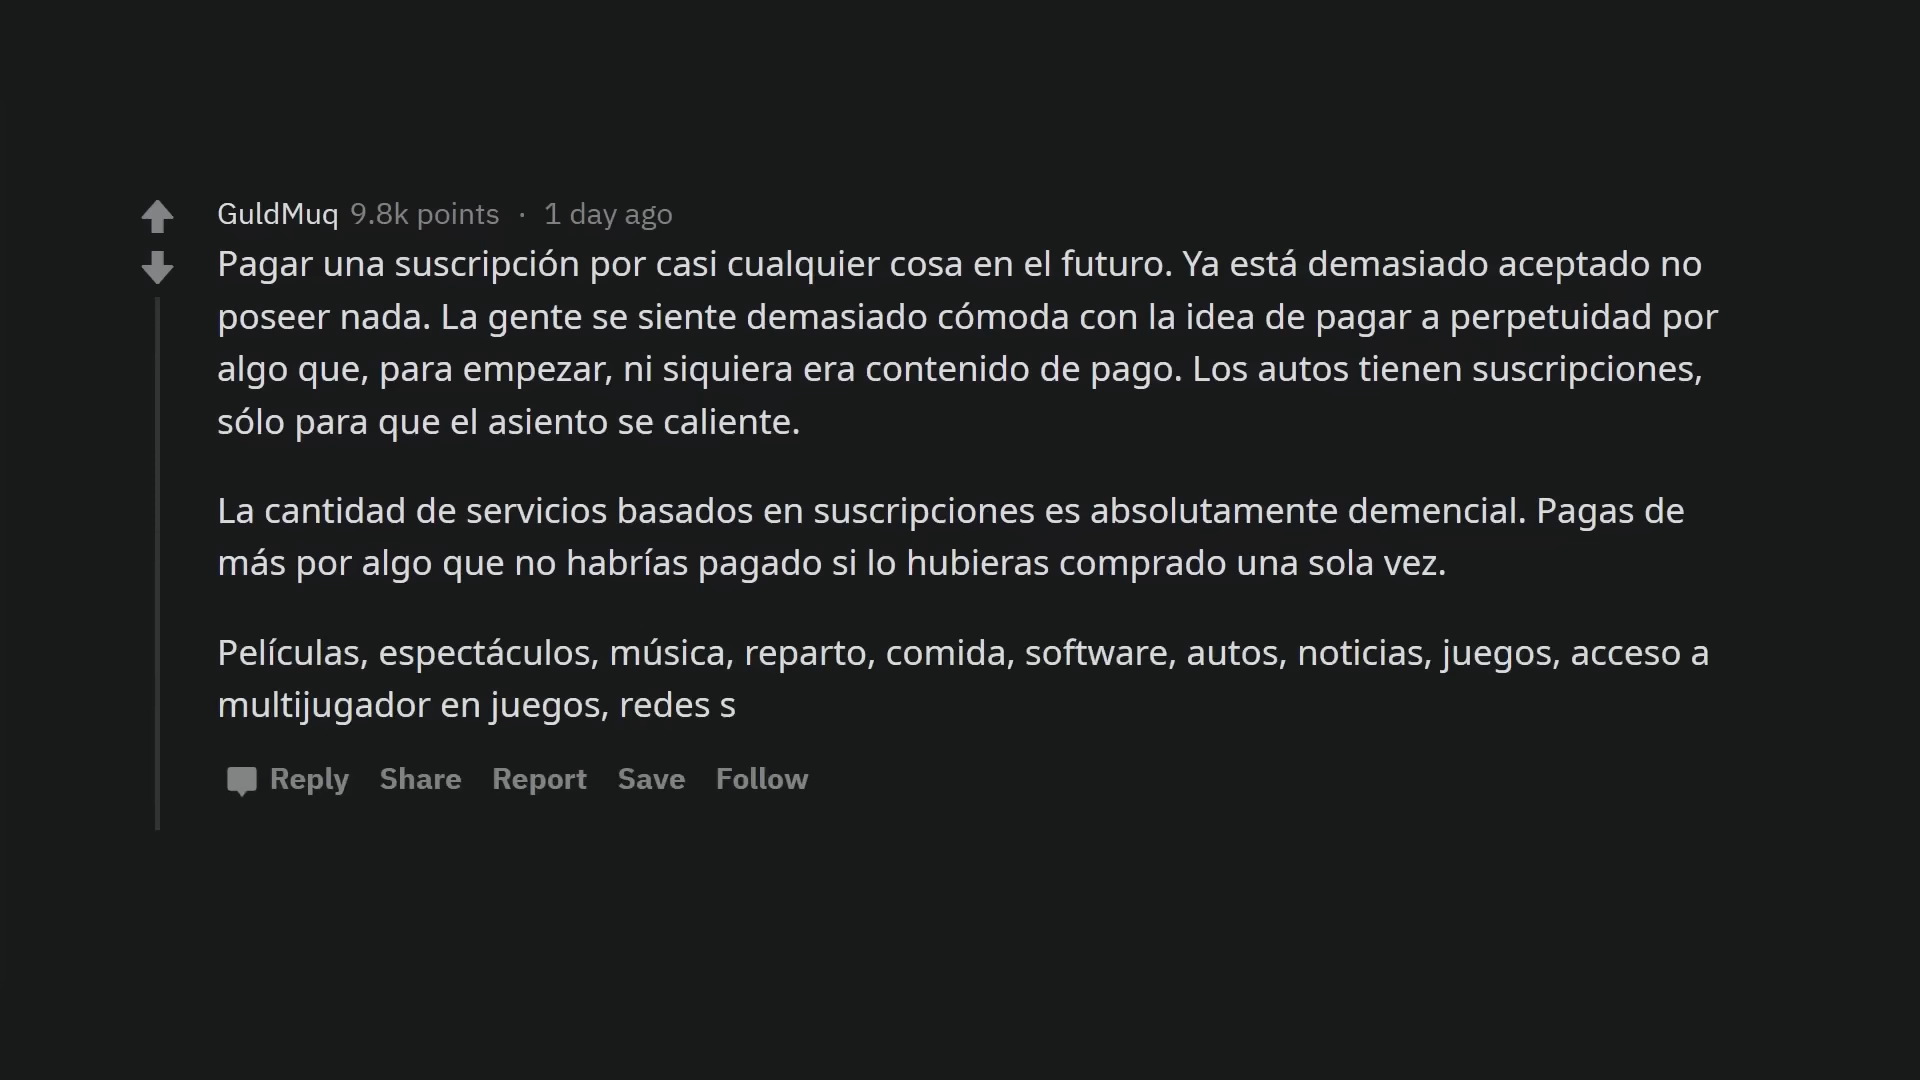 GuldMuq 9.8k points · 1 day ago
Pagar una suscripción por casi cualquier cosa en el futuro. Ya está demasiado aceptado no
poseer nada. La gente se siente demasiado cómoda con la idea de pagar a perpetuidad por
algo que, para empezar, ni siquiera era contenido de pago. Los autos tienen suscripciones,
sólo para que el asiento se caliente.
La cantidad de servicios basados en suscripciones es absolutamente demencial. Pagas de
más por algo que no habrías pagado si lo hubieras comprado una sola vez.
Películas, espectáculos, música, reparto, comida, software, autos, noticias, juegos, acceso a
multijugador en juegos, redes s
Reply Share Report Save Follow